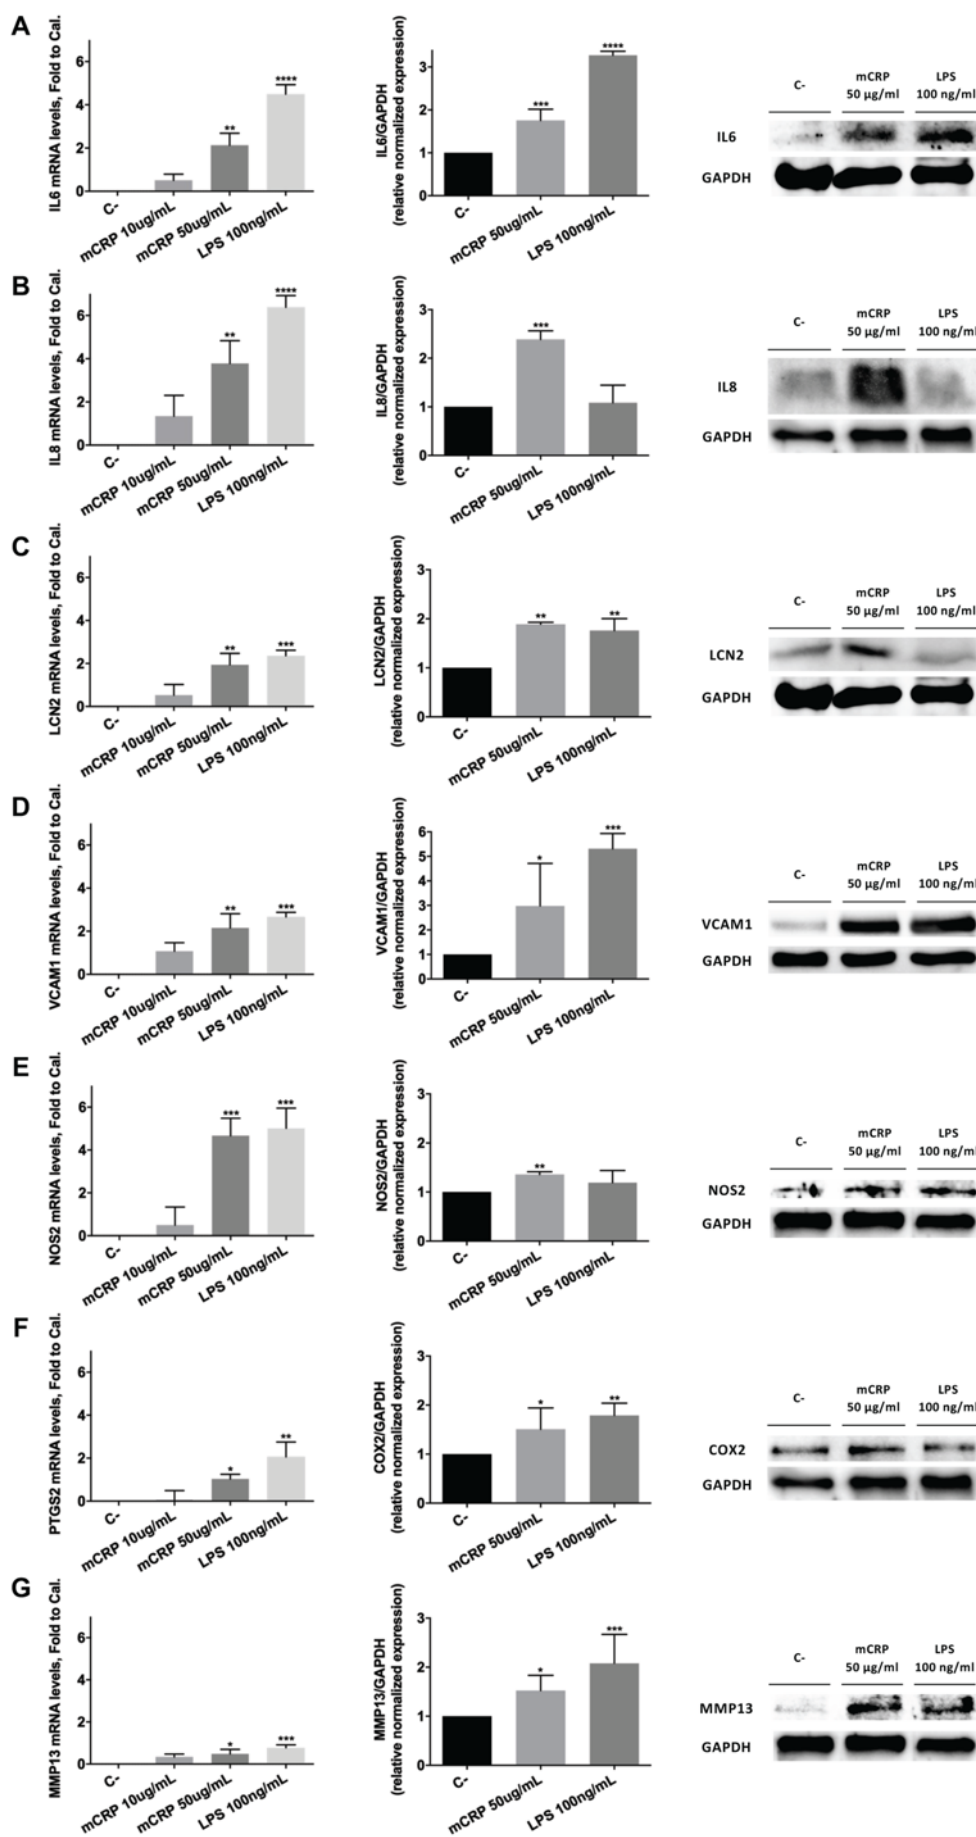 A
IL6 mRNA levels, Fold to Cal.
6
4
2
0
**
****
C-
mCRP 10ug/mL
mCRP 50ug/mL
LPS 100ng/mL
IL6/GAPDH
(relative normalized expression)
3
2
1
0
***
****
C-
mCRP 50ug/mL
LPS 100ng/mL
C-
mCRP
50 µg/ml
LPS
100 ng/ml
IL6
GAPDH
B
IL8 mRNA levels, Fold to Cal.
6
4
2
0
**
****
C-
mCRP 10ug/mL
mCRP 50ug/mL
LPS 100ng/mL
IL8/GAPDH
(relative normalized expression)
3
2
1
0
***
C-
mCRP 50ug/mL
LPS 100ng/mL
C-
mCRP
50 µg/ml
LPS
100 ng/ml
IL8
GAPDH
C
LCN2 mRNA levels, Fold to Cal.
6
4
2
0
**
***
C-
mCRP 10ug/mL
mCRP 50ug/mL
LPS 100ng/mL
LCN2/GAPDH
(relative normalized expression)
3
2
1
0
**
**
C-
mCRP 50ug/mL
LPS 100ng/mL
C-
mCRP
50 µg/ml
LPS
100 ng/ml
LCN2
GAPDH
D
VCAM1 mRNA levels, Fold to Cal.
6
4
2
0
**
***
C-
mCRP 10ug/mL
mCRP 50ug/mL
LPS 100ng/mL
VCAM1/GAPDH
(relative normalized expression)
6
5
4
3
2
1
0
*
***
C-
mCRP 50ug/mL
LPS 100ng/mL
C-
mCRP
50 µg/ml
LPS
100 ng/ml
VCAM1
GAPDH
E
NOS2 mRNA levels, Fold to Cal.
6
4
2
0
***
***
C-
mCRP 10ug/mL
mCRP 50ug/mL
LPS 100ng/mL
NOS2/GAPDH
(relative normalized expression)
3
2
1
0
**
C-
mCRP 50ug/mL
LPS 100ng/mL
C-
mCRP
50 µg/ml
LPS
100 ng/ml
NOS2
GAPDH
F
PTGS2 mRNA levels, Fold to Cal.
6
4
2
0
*
**
C-
mCRP 10ug/mL
mCRP 50ug/mL
LPS 100ng/mL
COX2/GAPDH
(relative normalized expression)
3
2
1
0
*
**
C-
mCRP 50ug/mL
LPS 100ng/mL
C-
mCRP
50 µg/ml
LPS
100 ng/ml
COX2
GAPDH
G
MMP13 mRNA levels, Fold to Cal.
6
4
2
0
*
***
C-
mCRP 10ug/mL
mCRP 50ug/mL
LPS 100ng/mL
MMP13/GAPDH
(relative normalized expression)
3
2
1
0
*
***
C-
mCRP 50ug/mL
LPS 100ng/mL
C-
mCRP
50 µg/ml
LPS
100 ng/ml
MMP13
GAPDH